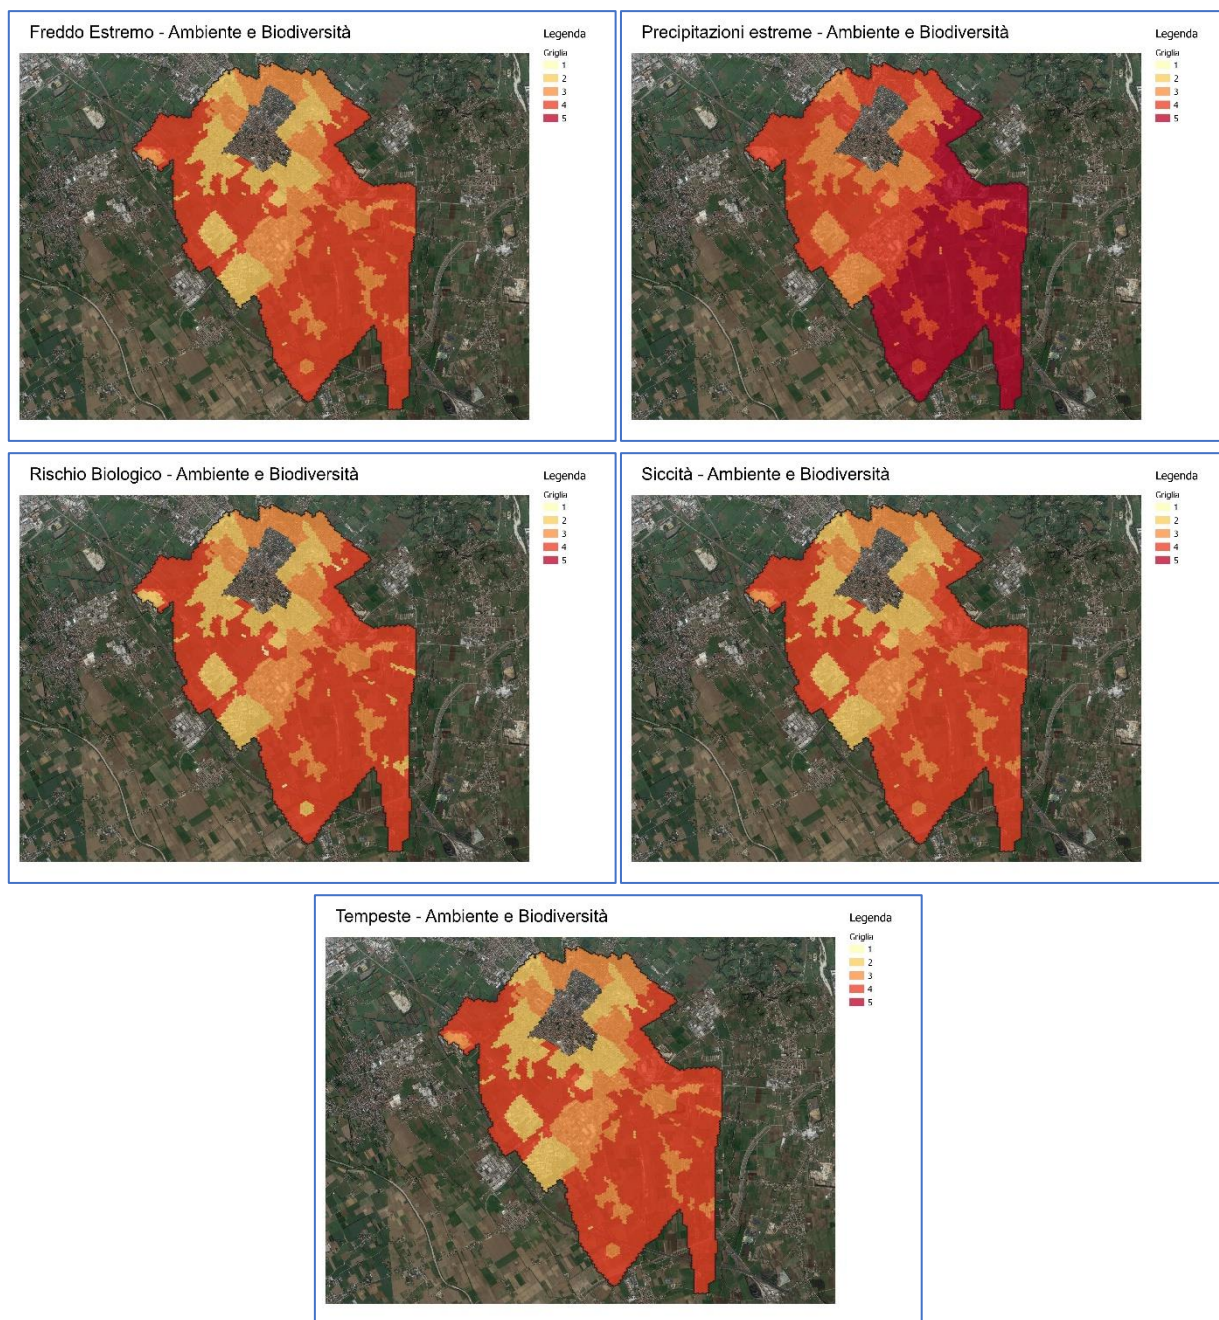 Freddo Estremo - Ambiente e Biodiversità
Legenda
Griglia
1
2
3
4
5
Precipitazioni estreme - Ambiente e Biodiversità
Legenda
Griglia
1
2
3
4
5
Rischio Biologico - Ambiente e Biodiversità
Legenda
Griglia
1
2
3
4
5
Siccità - Ambiente e Biodiversità
Legenda
Griglia
1
2
3
4
5
Tempeste - Ambiente e Biodiversità
Legenda
Griglia
1
2
3
4
5